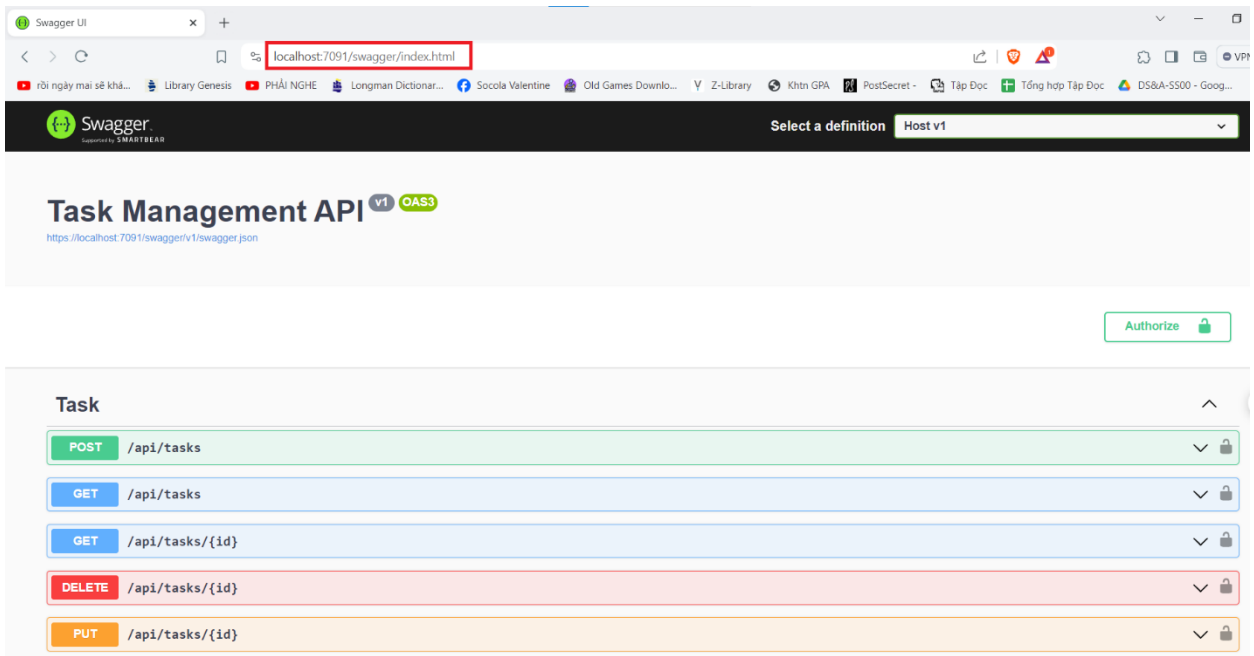 Swagger UI
localhost:7091/swagger/index.html
VPN
rồi ngày mai sẽ khá... Library Genesis PHẢI NGHE Longman Dictionar... Socola Valentine Old Games Downlo... Z-Library Khtn GPA PostSecret - Tập Đọc Tổng hợp Tập Đọc DS&A-S500 - Goog...
Swagger.
Supported by SMARTBEAR
Select a definition Host v1
Task Management API v1 OAS3
https://localhost:7091/swagger/v1/swagger.json
Authorize
Task
POST /api/tasks
GET /api/tasks
GET /api/tasks/{id}
DELETE /api/tasks/{id}
PUT /api/tasks/{id}